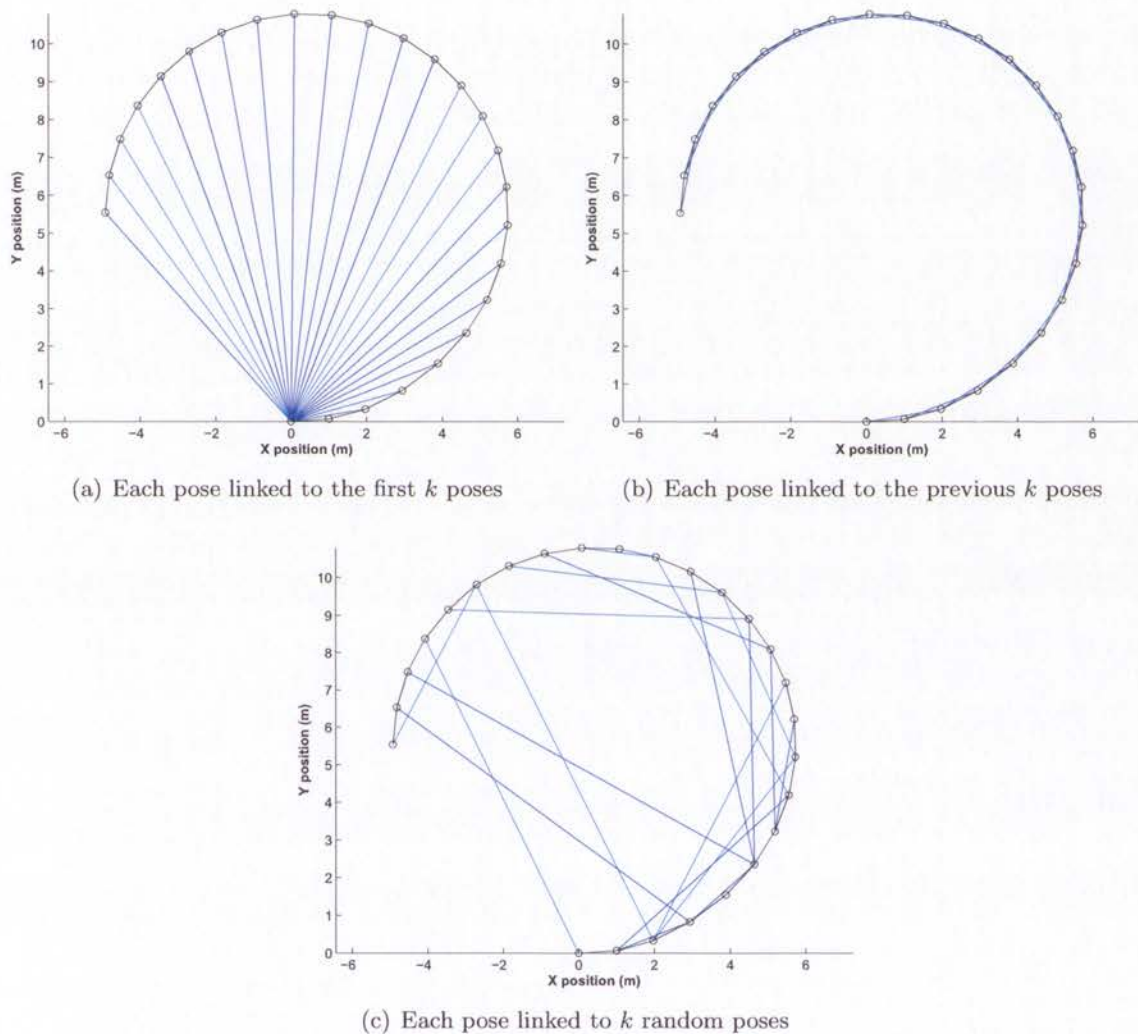 10
9
8
7
6
5
4
3
2
1
0
Y position (m)
−6 −4 −2 0 2 4 6
X position (m)
(a) Each pose linked to the first k poses
10
9
8
7
6
5
4
3
2
1
0
Y position (m)
−6 −4 −2 0 2 4 6
X position (m)
(b) Each pose linked to the previous k poses
10
9
8
7
6
5
4
3
2
1
0
Y position (m)
−6 −4 −2 0 2 4 6
X position (m)
(c) Each pose linked to k random poses